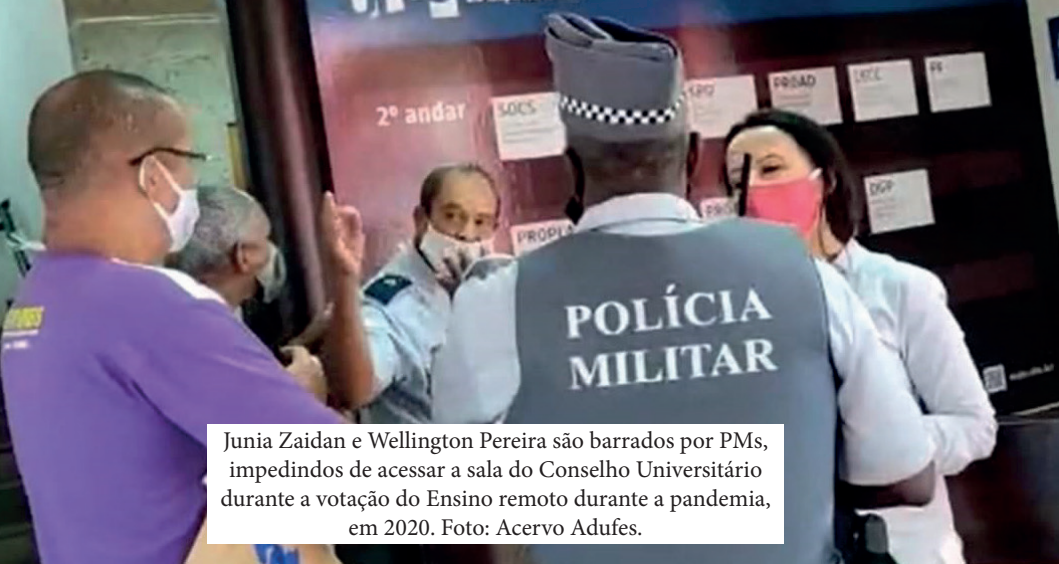 2º andar
SOCS
PROAD
DGP
POLÍCIA
MILITAR
Junia Zaidan e Wellington Pereira são barrados por PMs,
impedindos de acessar a sala do Conselho Universitário
durante a votação do Ensino remoto durante a pandemia,
em 2020. Foto: Acervo Adufes.